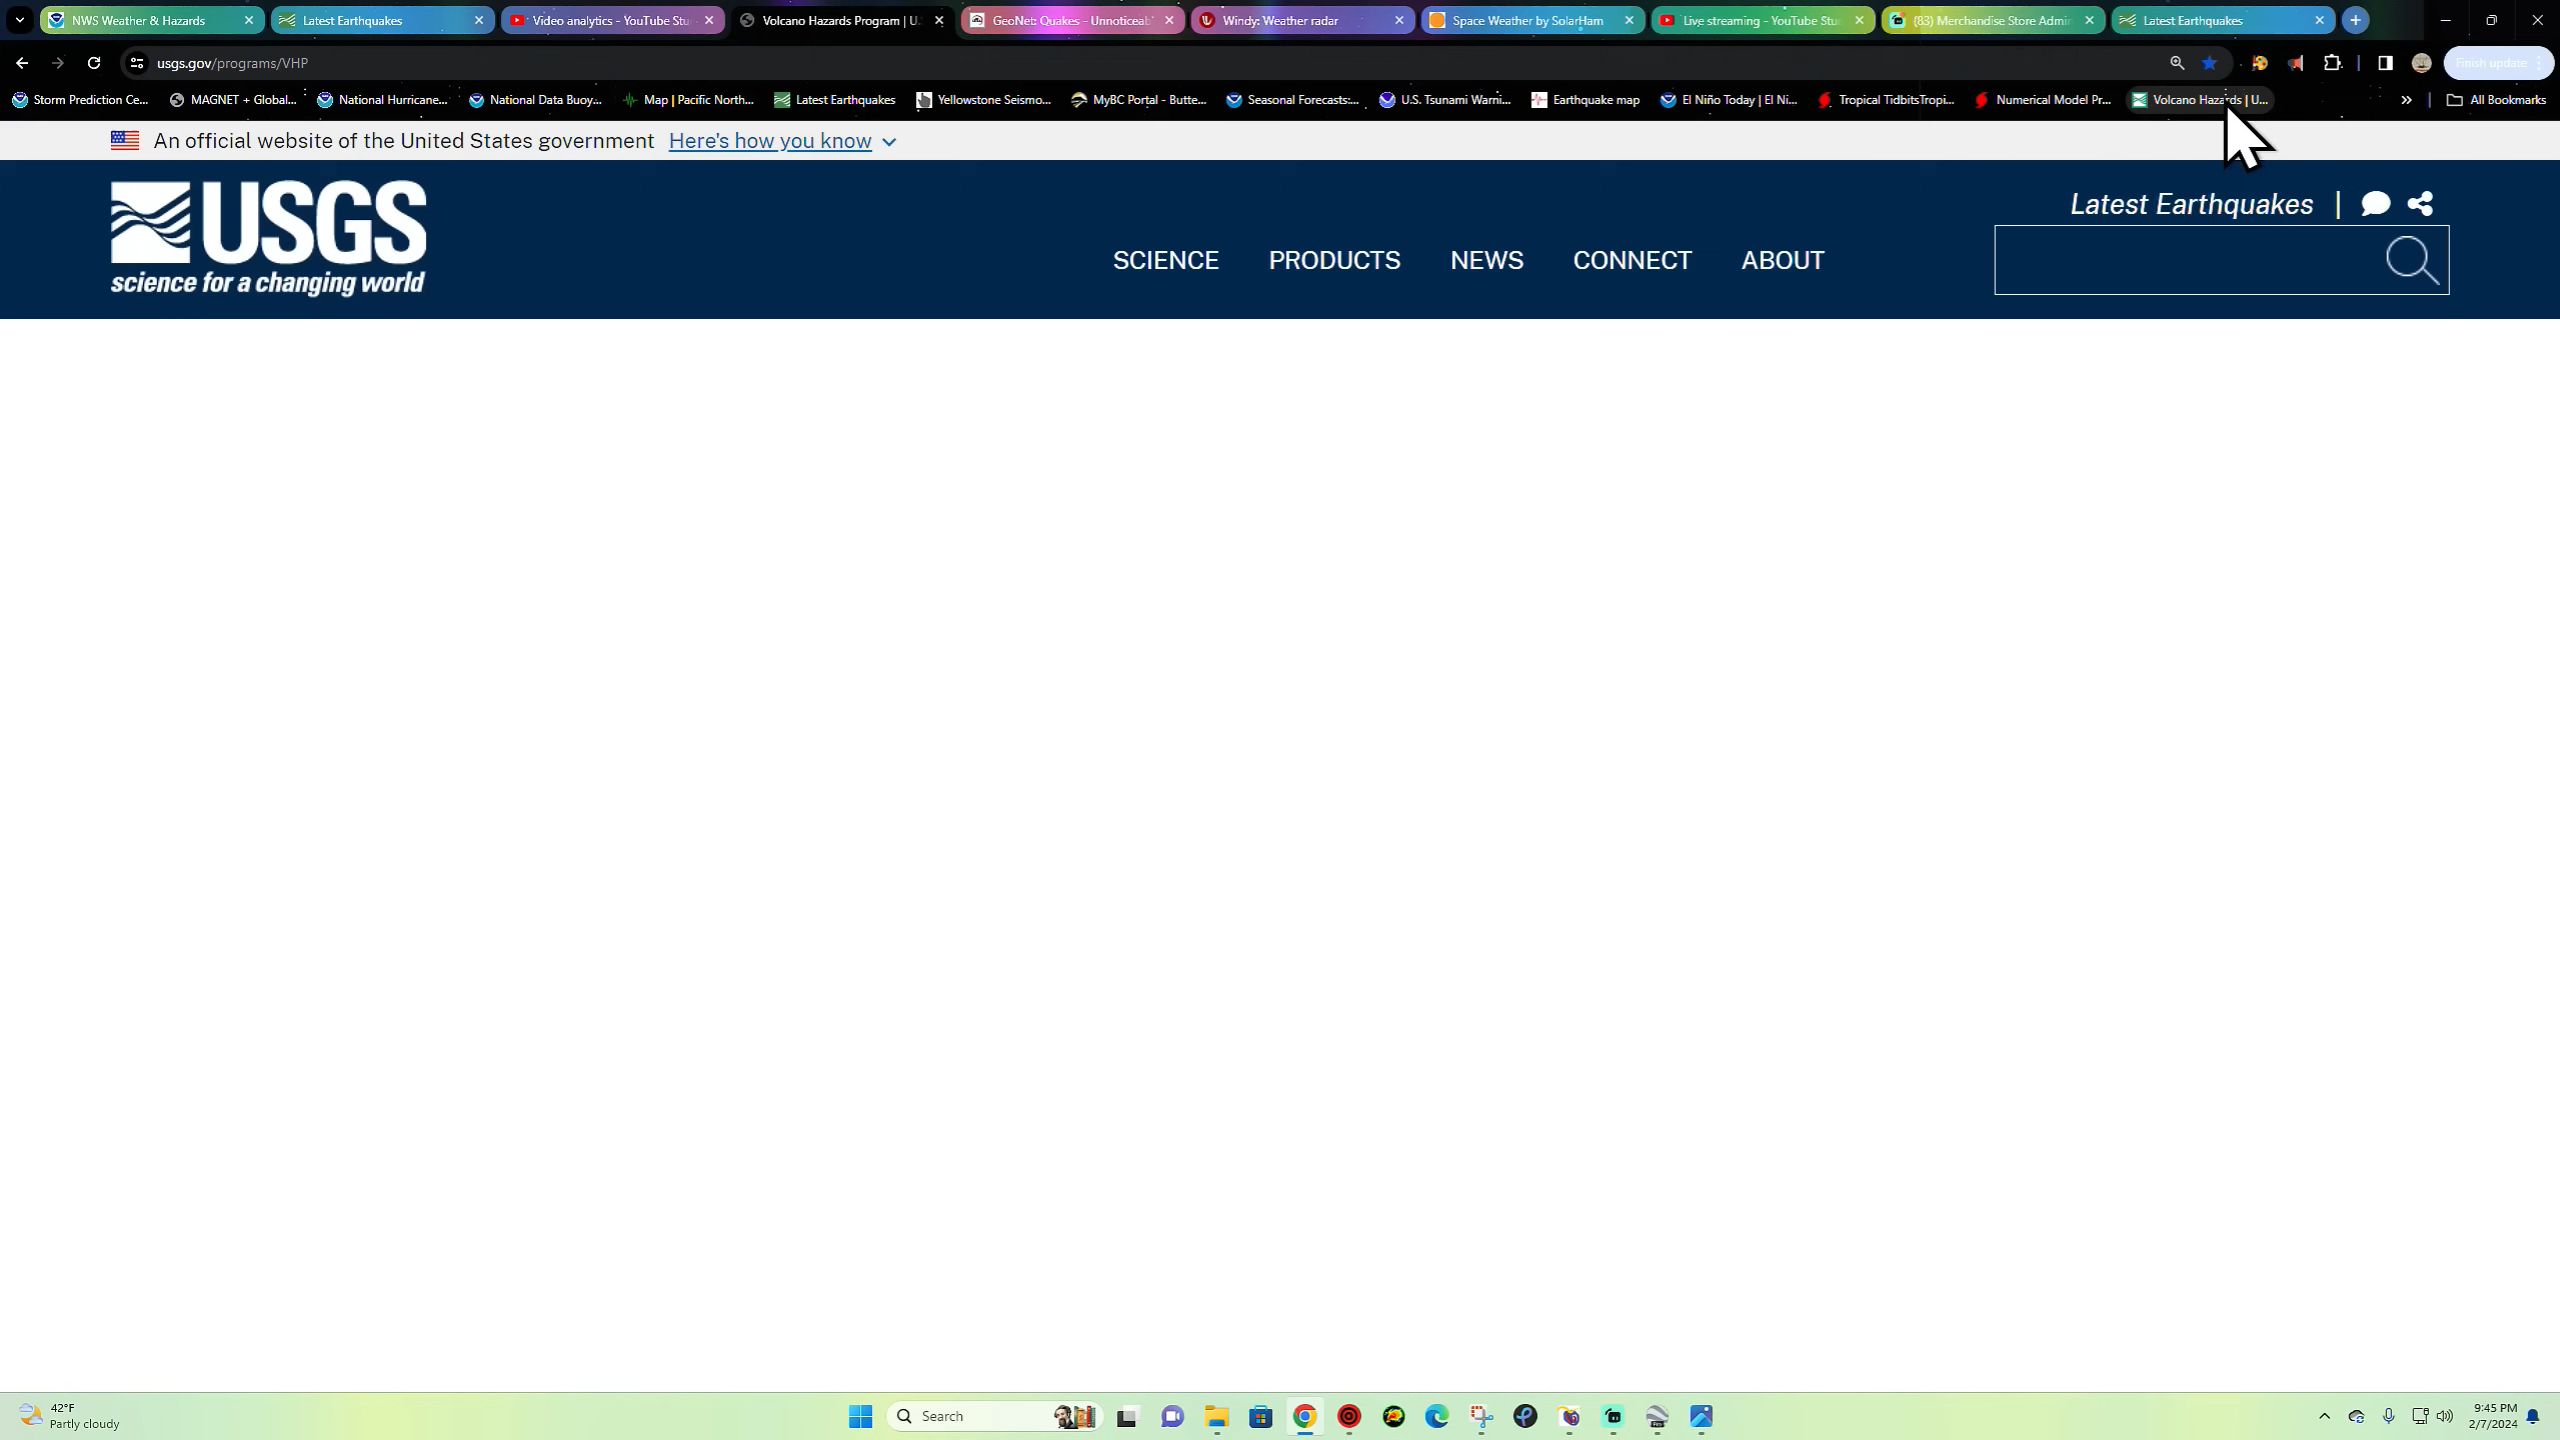 NWS Weather & Hazards
Latest Earthquakes
Video analytics - YouTube Stu
Volcano Hazards Program | U.
GeoNet: Quakes - Unnoticeab
Windy: Weather radar
Space Weather by SolarHam
Live streaming - YouTube Stu
(83) Merchandise Store Admi
Latest Earthquakes
usgs.gov/programs/VHP
Finish update
Storm Prediction Ce...
MAGNET + Global...
National Hurricane...
National Data Buoy...
Map | Pacific North...
Latest Earthquakes
Yellowstone Seismo...
MyBC Portal - Butte...
Seasonal Forecasts:...
U.S. Tsunami Warni...
Earthquake map
El Niño Today | El Ni...
Tropical TidbitsTropi...
Numerical Model Pr...
Volcano Hazards | U...
All Bookmarks
An official website of the United States government Here's how you know
USGS
science for a changing world
Latest Earthquakes |
SCIENCE PRODUCTS NEWS CONNECT ABOUT
42°F
Partly cloudy
Search
9:45 PM
2/7/2024